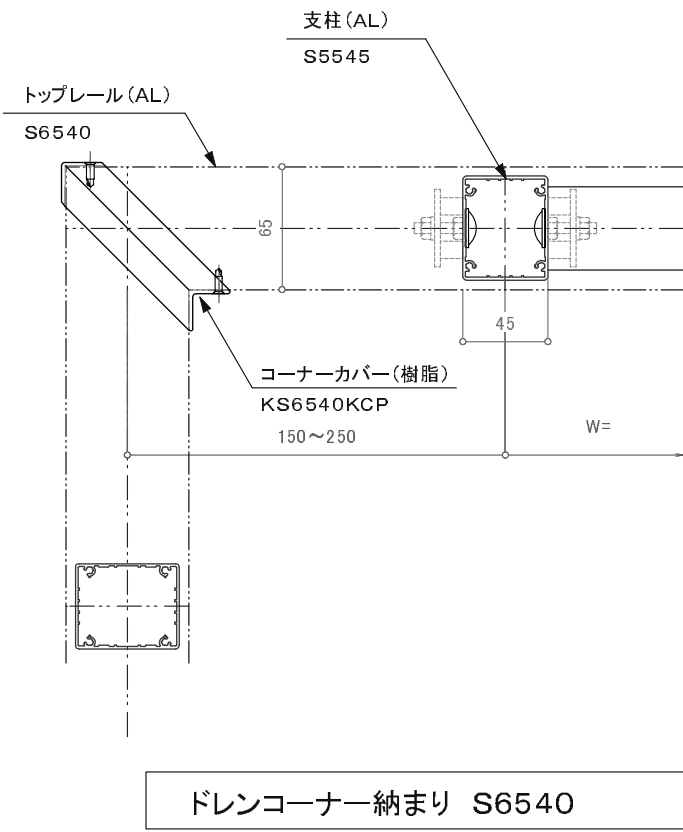 支柱(AL)
S5545
トップレール(AL)
S6540
65
45
コーナーカバー(樹脂)
KS6540KCP
150～250
W=
ドレンコーナー納まり S6540